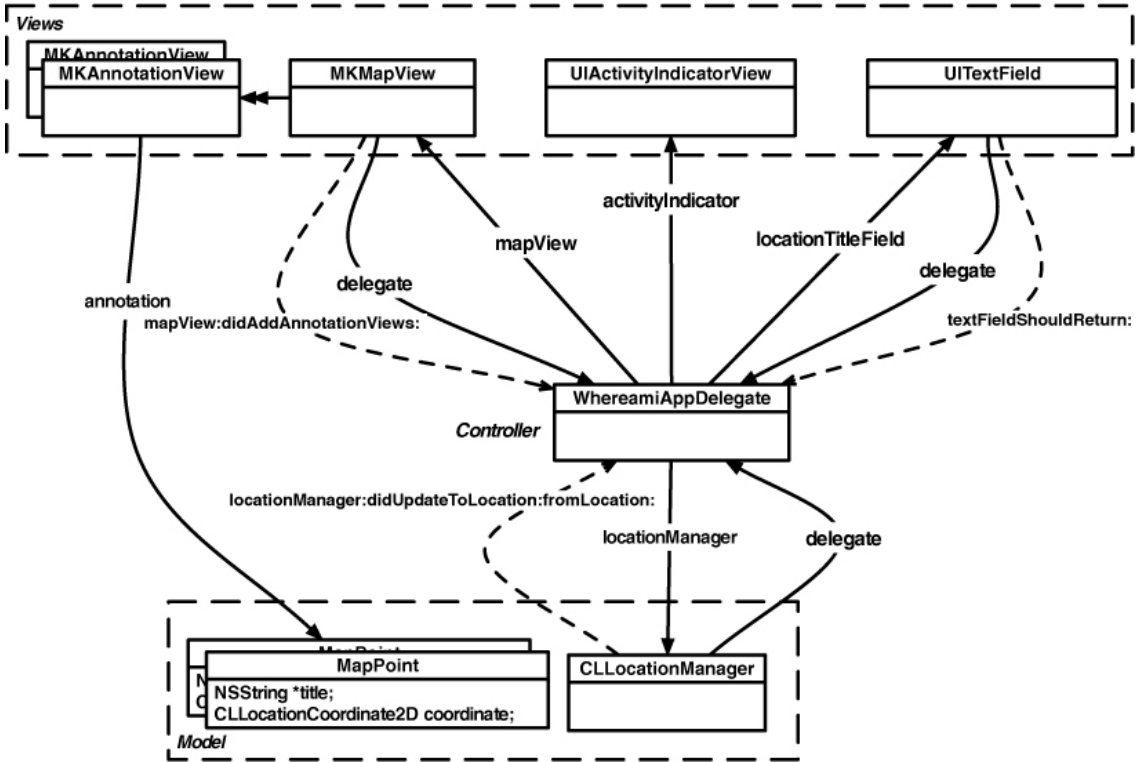 Views
MKAnnotationView
MKAnnotationView
MKMapView
UIActivityIndicatorView
UITextField
activityIndicator
mapView
locationTitleField
delegate
delegate
annotation
mapView:didAddAnnotationViews:
textFieldShouldReturn:
WhereamiAppDelegate
Controller
locationManager:didUpdateToLocation:fromLocation:
locationManager
delegate
MapPoint
MapPoint
CLLocationManager
N
NSString *title;
C
CLLocationCoordinate2D coordinate;
Model